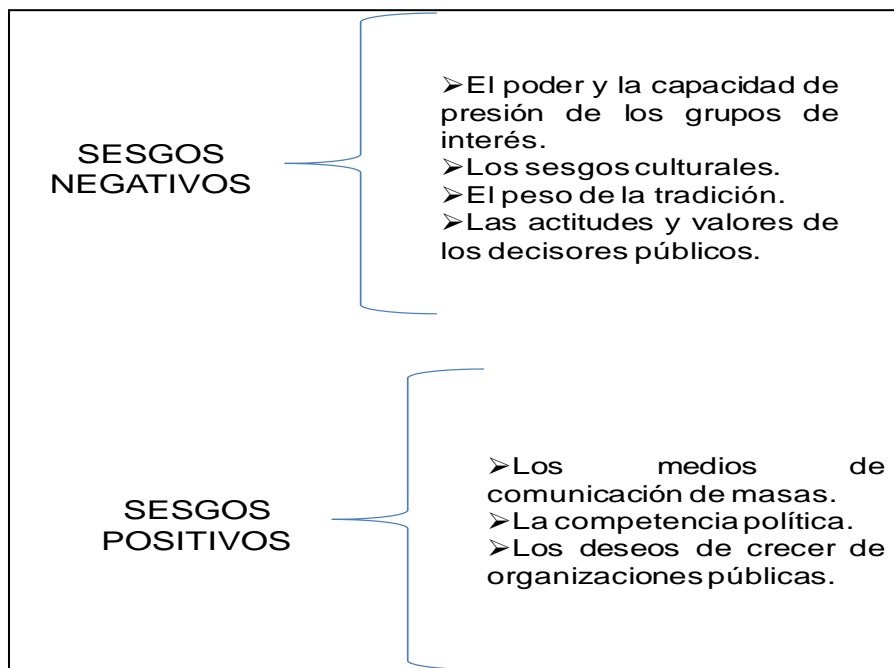 SESGOS
NEGATIVOS
➢El poder y la capacidad de
presión de los grupos de
interés.
➢Los sesgos culturales.
➢El peso de la tradición.
➢Las actitudes y valores de
los decisores públicos.
SESGOS
POSITIVOS
➢Los medios de
comunicación de masas.
➢La competencia política.
➢Los deseos de crecer de
organizaciones públicas.